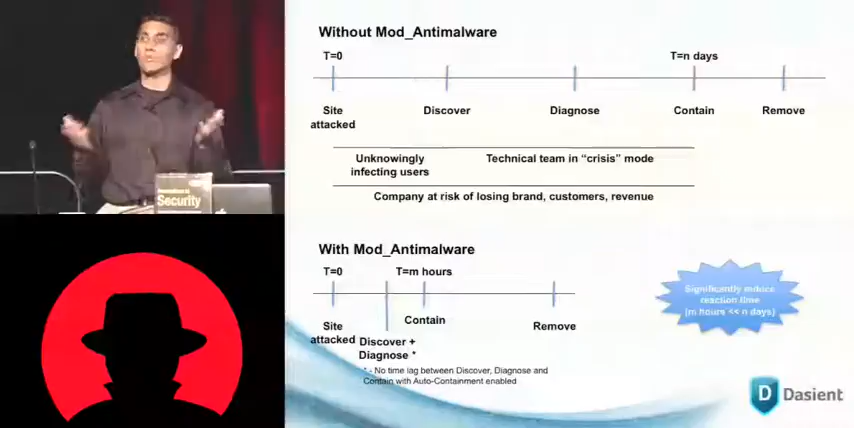 Without Mod_Antimalware
T=0
T=n days
Site
attacked
Discover
Diagnose
Contain
Remove
Unknowingly
infecting users
Technical team in “crisis” mode
Company at risk of losing brand, customers, revenue
Security
With Mod_Antimalware
T=0
T=m hours
Contain
Site
attacked
Discover +
Diagnose *
Remove
* - No time lag between Discover, Diagnose and
Contain with Auto-Containment enabled
Significantly reduce
reaction time
(m hours << n days)
D Dasient